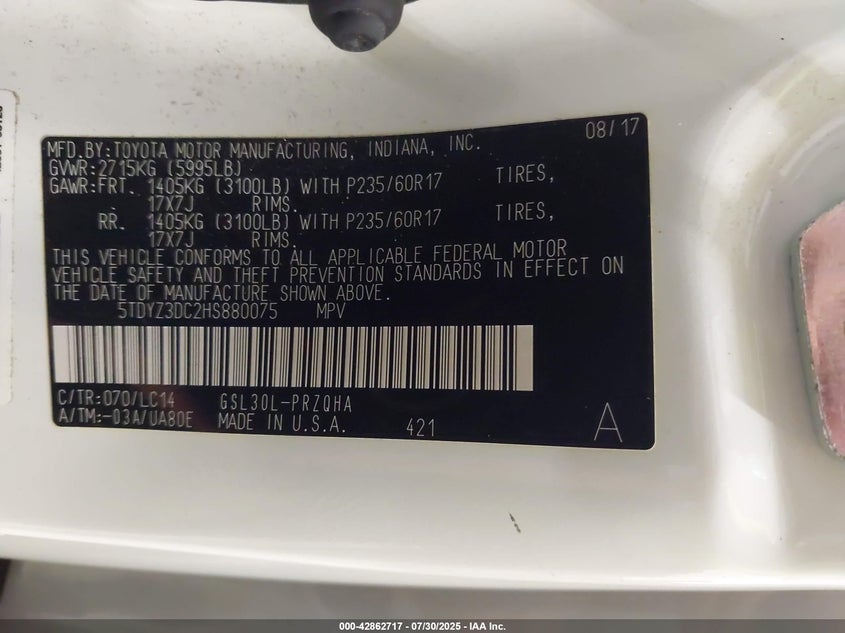 MFD. BY: TOYOTA MOTOR MANUFACTURING, INDIANA, INC. 08/17
GVWR: 2715KG (5995LB)
GAWR: FRT. 1405KG (3100LB) WITH P235/60R17 TIRES,
17X7J RIMS.
RR. 1405KG (3100LB) WITH P235/60R17 TIRES,
17X7J RIMS.
THIS VEHICLE CONFORMS TO ALL APPLICABLE FEDERAL MOTOR
VEHICLE SAFETY AND THEFT PREVENTION STANDARDS IN EFFECT ON
THE DATE OF MANUFACTURE SHOWN ABOVE.
5TDYZ3DC2HS880075 MPV
C/TR: 070/LC14 GSL30L-PRZQHA
A/TM: -03A/UA80E MADE IN U.S.A. 421 A
000-42862717 - 07/30/2025 - IAA Inc.